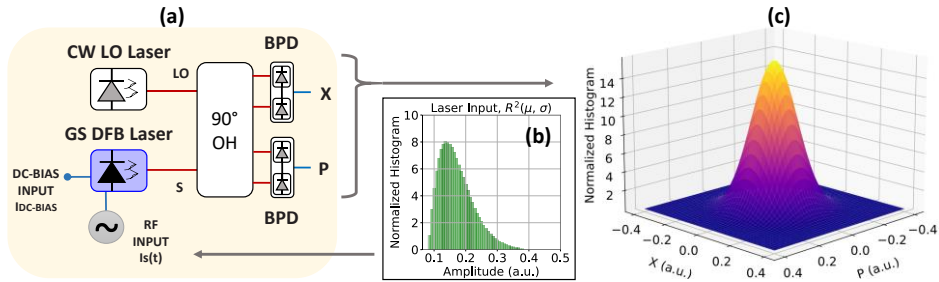 (a)
CW LO Laser
BPD
LO
X
90°
OH
GS DFB Laser
DC-BIAS
INPUT
IDC-BIAS
S
P
BPD
RF
INPUT
Is(t)
Laser Input, R²(μ, σ)
(b)
Normalized Histogram
10
8
6
4
2
0
0.1 0.2 0.3 0.4 0.5
Amplitude (a.u.)
(c)
Normalized Histogram
14
12
10
8
6
4
2
−0.4
−0.2
0.0
0.2
0.4
X (a.u.)
0.4
0.2
0.0
−0.2
−0.4
P (a.u.)